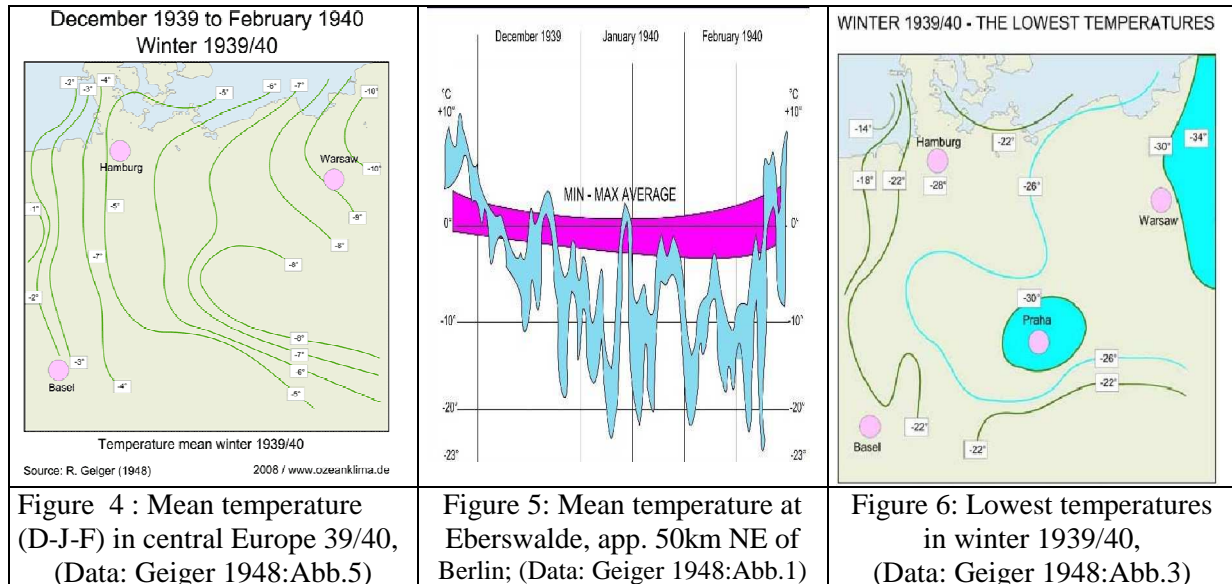 December 1939 to February 1940
Winter 1939/40
-2°
-3°
-4°
-5°
-6°
-7°
-10°
Hamburg
Warsaw
-10°
-1°
-5°
-9°
-8°
-7°
-8°
-2°
-8°
-7°
-6°
-3°
Basel
-4°
-5°
Temperature mean winter 1939/40
Source: R. Geiger (1948) 2008 / www.ozeanklima.de
Figure 4 : Mean temperature
(D-J-F) in central Europe 39/40,
(Data: Geiger 1948:Abb.5)
December 1939 January 1940 February 1940
°C °C
+10° +10°
MIN - MAX AVERAGE
0° 0°
-10° -10°
-20° -20°
-23° -23°
Figure 5: Mean temperature at
Eberswalde, app. 50km NE of
Berlin; (Data: Geiger 1948:Abb.1)
WINTER 1939/40 - THE LOWEST TEMPERATURES
-14°
-22°
-34°
-30°
Hamburg
-18°
-22°
-28°
-26°
Warsaw
-30°
Praha
-26°
-22°
-22°
Basel
-22°
Figure 6: Lowest temperatures
in winter 1939/40,
(Data: Geiger 1948:Abb.3)